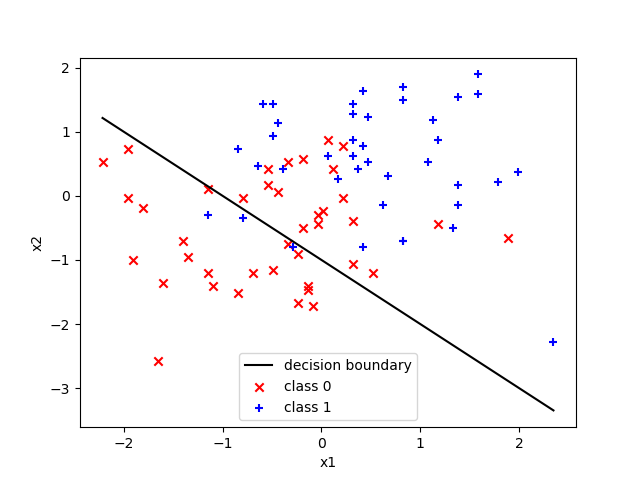 2
1
0
−1
−2
−3
x2
−2
−1
0
1
2
x1
decision boundary
class 0
class 1